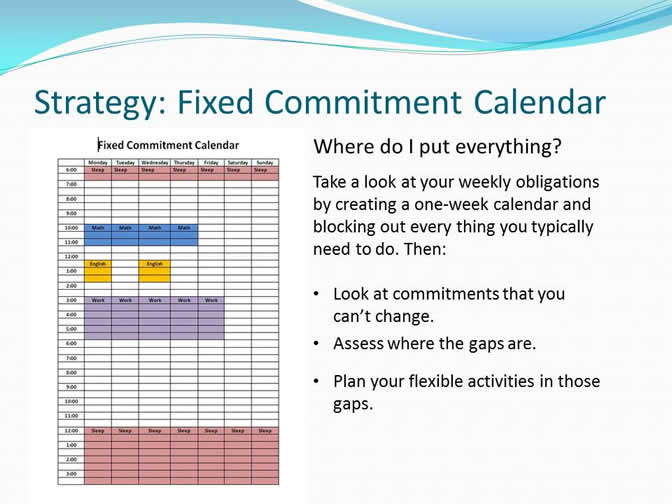 Strategy: Fixed Commitment Calendar
Fixed Commitment Calendar
Monday Tuesday Wednesday Thursday Friday Saturday Sunday
6:00 Sleep Sleep Sleep Sleep Sleep Sleep Sleep
7:00
8:00
9:00
10:00 Math Math Math Math
11:00
12:00
1:00 English English
2:00
3:00 Work Work Work Work Work
4:00
5:00
6:00
7:00
8:00
9:00
10:00
11:00
12:00 Sleep Sleep Sleep Sleep Sleep Sleep Sleep
1:00
2:00
3:00
Where do I put everything?
Take a look at your weekly obligations
by creating a one-week calendar and
blocking out every thing you typically
need to do. Then:
• Look at commitments that you
can’t change.
• Assess where the gaps are.
• Plan your flexible activities in those
gaps.